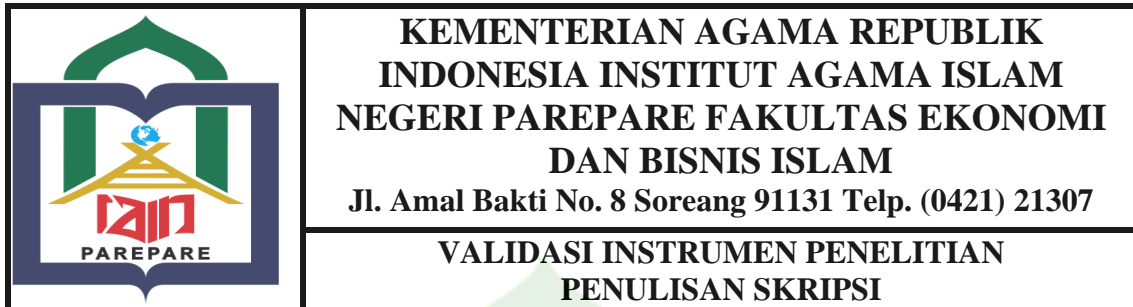 KEMENTERIAN AGAMA REPUBLIK
INDONESIA INSTITUT AGAMA ISLAM
NEGERI PAREPARE FAKULTAS EKONOMI
DAN BISNIS ISLAM
Jl. Amal Bakti No. 8 Soreang 91131 Telp. (0421) 21307
VALIDASI INSTRUMEN PENELITIAN
PENULISAN SKRIPSI
IAIN
PAREPARE